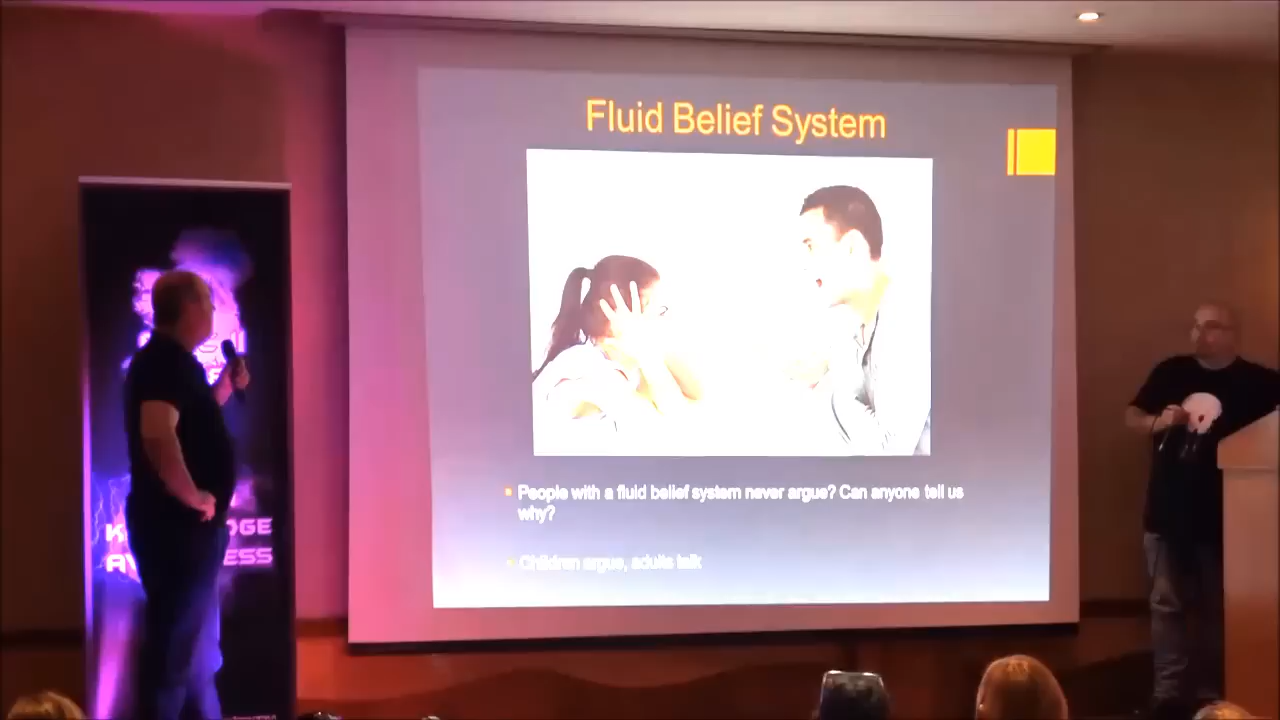 Fluid Belief System
People with a fluid belief system never argue? Can anyone tell us
why?
Children argue, adults talk